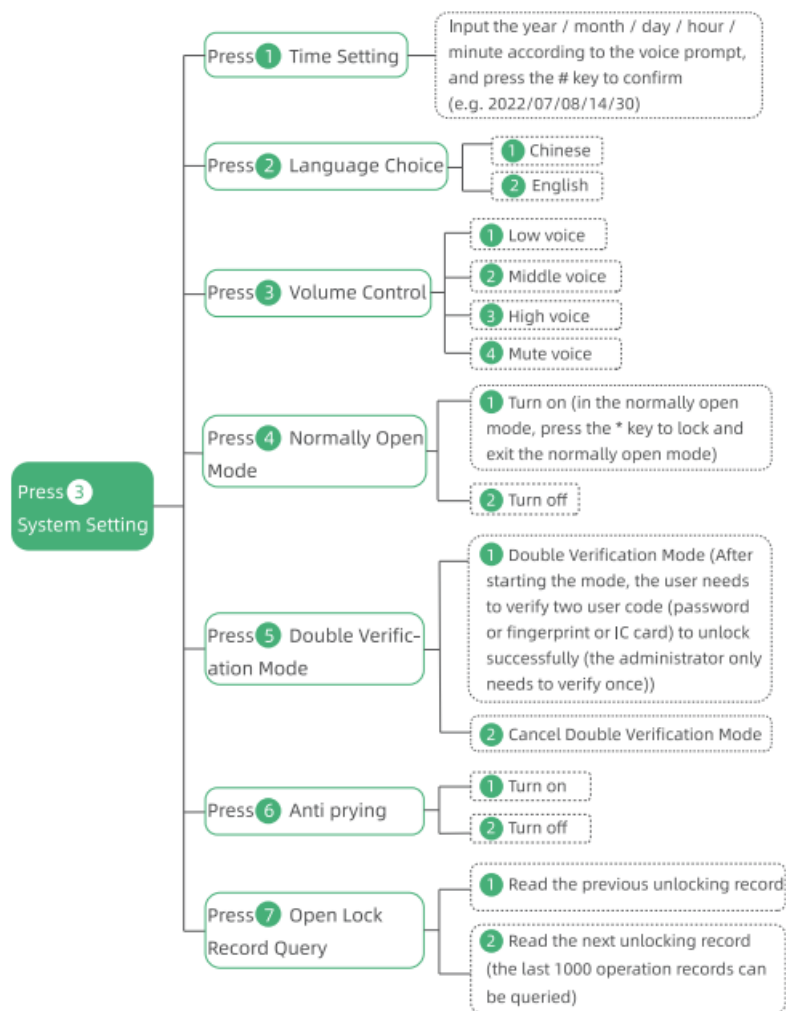 Press 3
System Setting
Press 1 Time Setting
Input the year / month / day / hour /
minute according to the voice prompt,
and press the # key to confirm
(e.g. 2022/07/08/14/30)
Press 2 Language Choice
1 Chinese
2 English
Press 3 Volume Control
1 Low voice
2 Middle voice
3 High voice
4 Mute voice
Press 4 Normally Open
Mode
1 Turn on (in the normally open
mode, press the * key to lock and
exit the normally open mode)
2 Turn off
Press 5 Double Verific-
ation Mode
1 Double Verification Mode (After
starting the mode, the user needs
to verify two user code (password
or fingerprint or IC card) to unlock
successfully (the administrator only
needs to verify once))
2 Cancel Double Verification Mode
Press 6 Anti prying
1 Turn on
2 Turn off
Press 7 Open Lock
Record Query
1 Read the previous unlocking record
2 Read the next unlocking record
(the last 1000 operation records can
be queried)